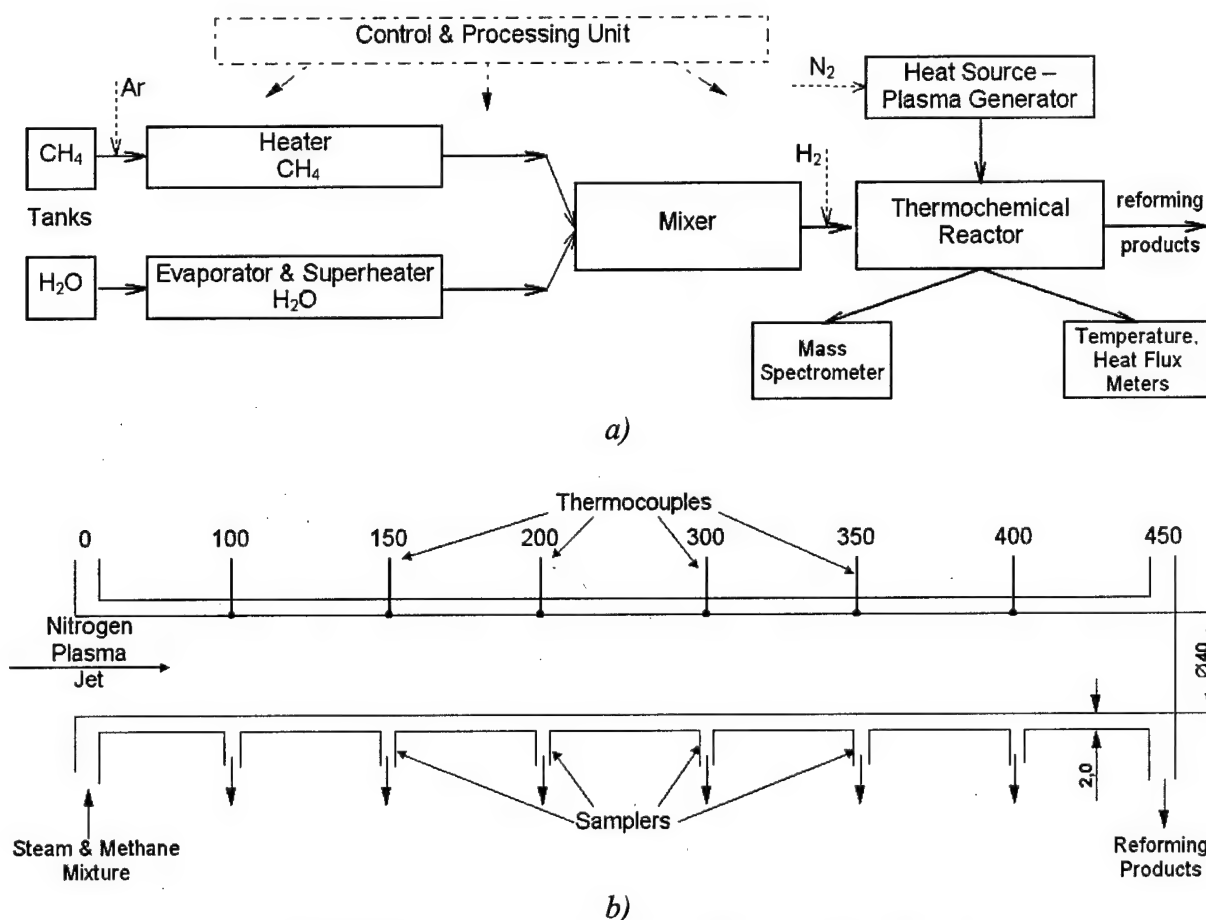 Control & Processing Unit
Ar
N₂
Heat Source –
Plasma Generator
CH₄
Heater
CH₄
H₂
Tanks
Mixer
Thermochemical
Reactor
reforming
products
H₂O
Evaporator & Superheater
H₂O
Mass
Spectrometer
Temperature,
Heat Flux
Meters
a)
Thermocouples
0 100 150 200 300 350 400 450
Nitrogen
Plasma
Jet
Ø40
2,0
Steam & Methane
Mixture
Samplers
Reforming
Products
b)